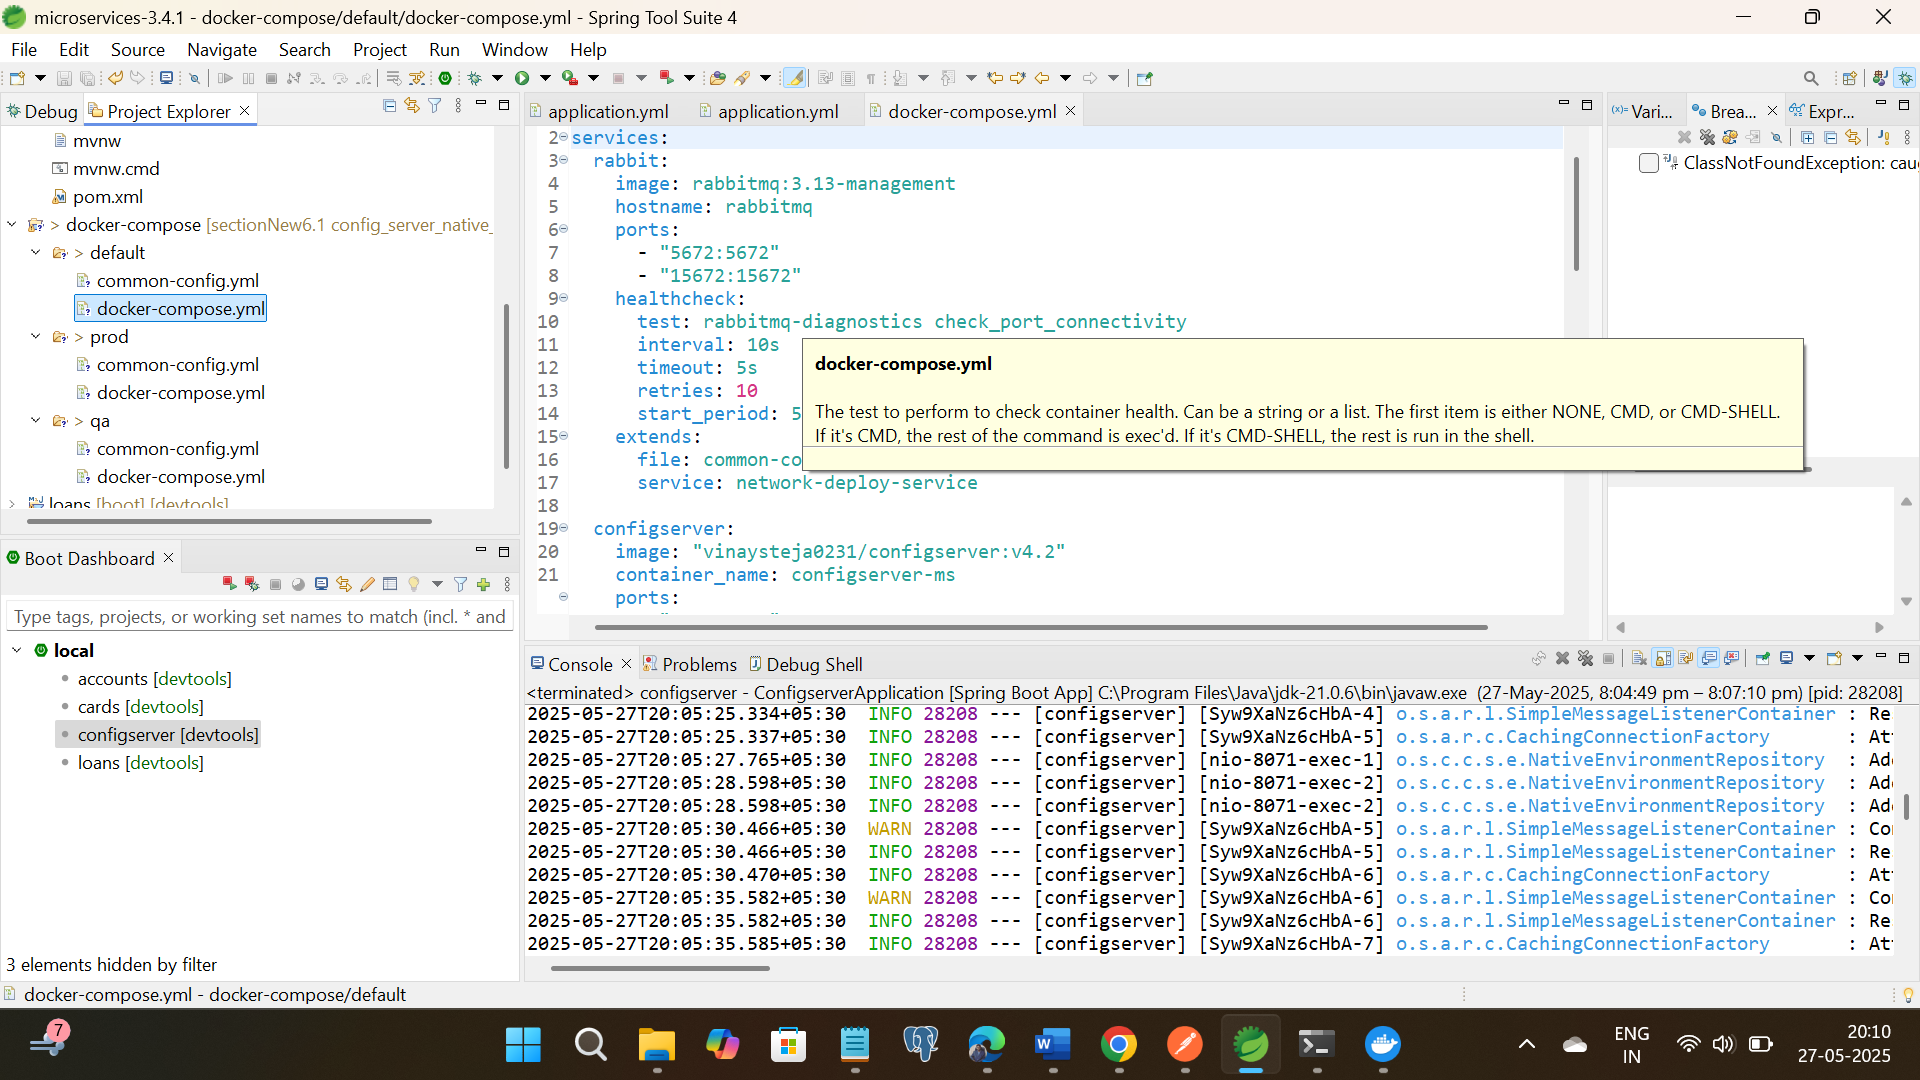 microservices-3.4.1 - docker-compose/default/docker-compose.yml - Spring Tool Suite 4
File Edit Source Navigate Search Project Run Window Help
Debug Project Explorer
mvnw
mvnw.cmd
pom.xml
> docker-compose [sectionNew6.1 config_server_native_
> default
common-config.yml
docker-compose.yml
> prod
common-config.yml
docker-compose.yml
> qa
common-config.yml
docker-compose.yml
loans [boot] [devtools]
Boot Dashboard
Type tags, projects, or working set names to match (incl. * and
local
accounts [devtools]
cards [devtools]
configserver [devtools]
loans [devtools]
3 elements hidden by filter
application.yml application.yml docker-compose.yml
2 services:
3 rabbit:
4 image: rabbitmq:3.13-management
5 hostname: rabbitmq
6 ports:
7 - "5672:5672"
8 - "15672:15672"
9 healthcheck:
10 test: rabbitmq-diagnostics check_port_connectivity
11 interval: 10s
12 timeout: 5s
13 retries: 10
14 start_period: 5
15 extends:
16 file: common-co
17 service: network-deploy-service
18
19 configserver:
20 image: "vinaysteja0231/configserver:v4.2"
21 container_name: configserver-ms
ports:
docker-compose.yml
The test to perform to check container health. Can be a string or a list. The first item is either NONE, CMD, or CMD-SHELL.
If it's CMD, the rest of the command is exec'd. If it's CMD-SHELL, the rest is run in the shell.
(x)= Vari... Brea... Expr...
ClassNotFoundException: cau
Console Problems Debug Shell
<terminated> configserver - ConfigserverApplication [Spring Boot App] C:\Program Files\Java\jdk-21.0.6\bin\javaw.exe (27-May-2025, 8:04:49 pm – 8:07:10 pm) [pid: 28208]
2025-05-27T20:05:25.334+05:30 INFO 28208 --- [configserver] [Syw9XaNz6cHbA-4] o.s.a.r.l.SimpleMessageListenerContainer : Re
2025-05-27T20:05:25.337+05:30 INFO 28208 --- [configserver] [Syw9XaNz6cHbA-5] o.s.a.r.c.CachingConnectionFactory : At
2025-05-27T20:05:27.765+05:30 INFO 28208 --- [configserver] [nio-8071-exec-1] o.s.c.c.s.e.NativeEnvironmentRepository : Ad
2025-05-27T20:05:28.598+05:30 INFO 28208 --- [configserver] [nio-8071-exec-2] o.s.c.c.s.e.NativeEnvironmentRepository : Ad
2025-05-27T20:05:28.598+05:30 INFO 28208 --- [configserver] [nio-8071-exec-2] o.s.c.c.s.e.NativeEnvironmentRepository : Ad
2025-05-27T20:05:30.466+05:30 WARN 28208 --- [configserver] [Syw9XaNz6cHbA-5] o.s.a.r.l.SimpleMessageListenerContainer : Co
2025-05-27T20:05:30.466+05:30 INFO 28208 --- [configserver] [Syw9XaNz6cHbA-5] o.s.a.r.l.SimpleMessageListenerContainer : Re
2025-05-27T20:05:30.470+05:30 INFO 28208 --- [configserver] [Syw9XaNz6cHbA-6] o.s.a.r.c.CachingConnectionFactory : At
2025-05-27T20:05:35.582+05:30 WARN 28208 --- [configserver] [Syw9XaNz6cHbA-6] o.s.a.r.l.SimpleMessageListenerContainer : Co
2025-05-27T20:05:35.582+05:30 INFO 28208 --- [configserver] [Syw9XaNz6cHbA-6] o.s.a.r.l.SimpleMessageListenerContainer : Re
2025-05-27T20:05:35.585+05:30 INFO 28208 --- [configserver] [Syw9XaNz6cHbA-7] o.s.a.r.c.CachingConnectionFactory : At
docker-compose.yml - docker-compose/default
7
ENG
IN
20:10
27-05-2025